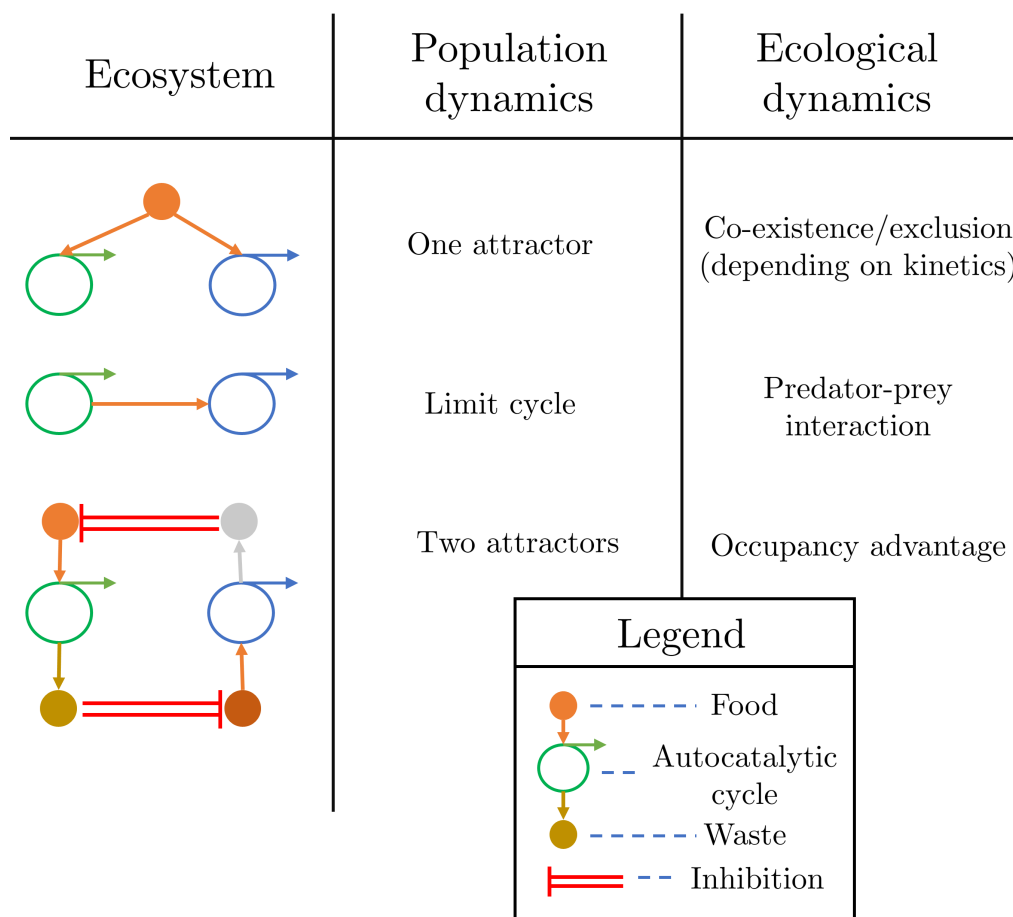 Ecosystem
Population
dynamics
Ecological
dynamics
One attractor
Co-existence/exclusion
(depending on kinetics)
Limit cycle
Predator-prey
interaction
Two attractors
Occupancy advantage
Legend
Food
Autocatalytic
cycle
Waste
Inhibition